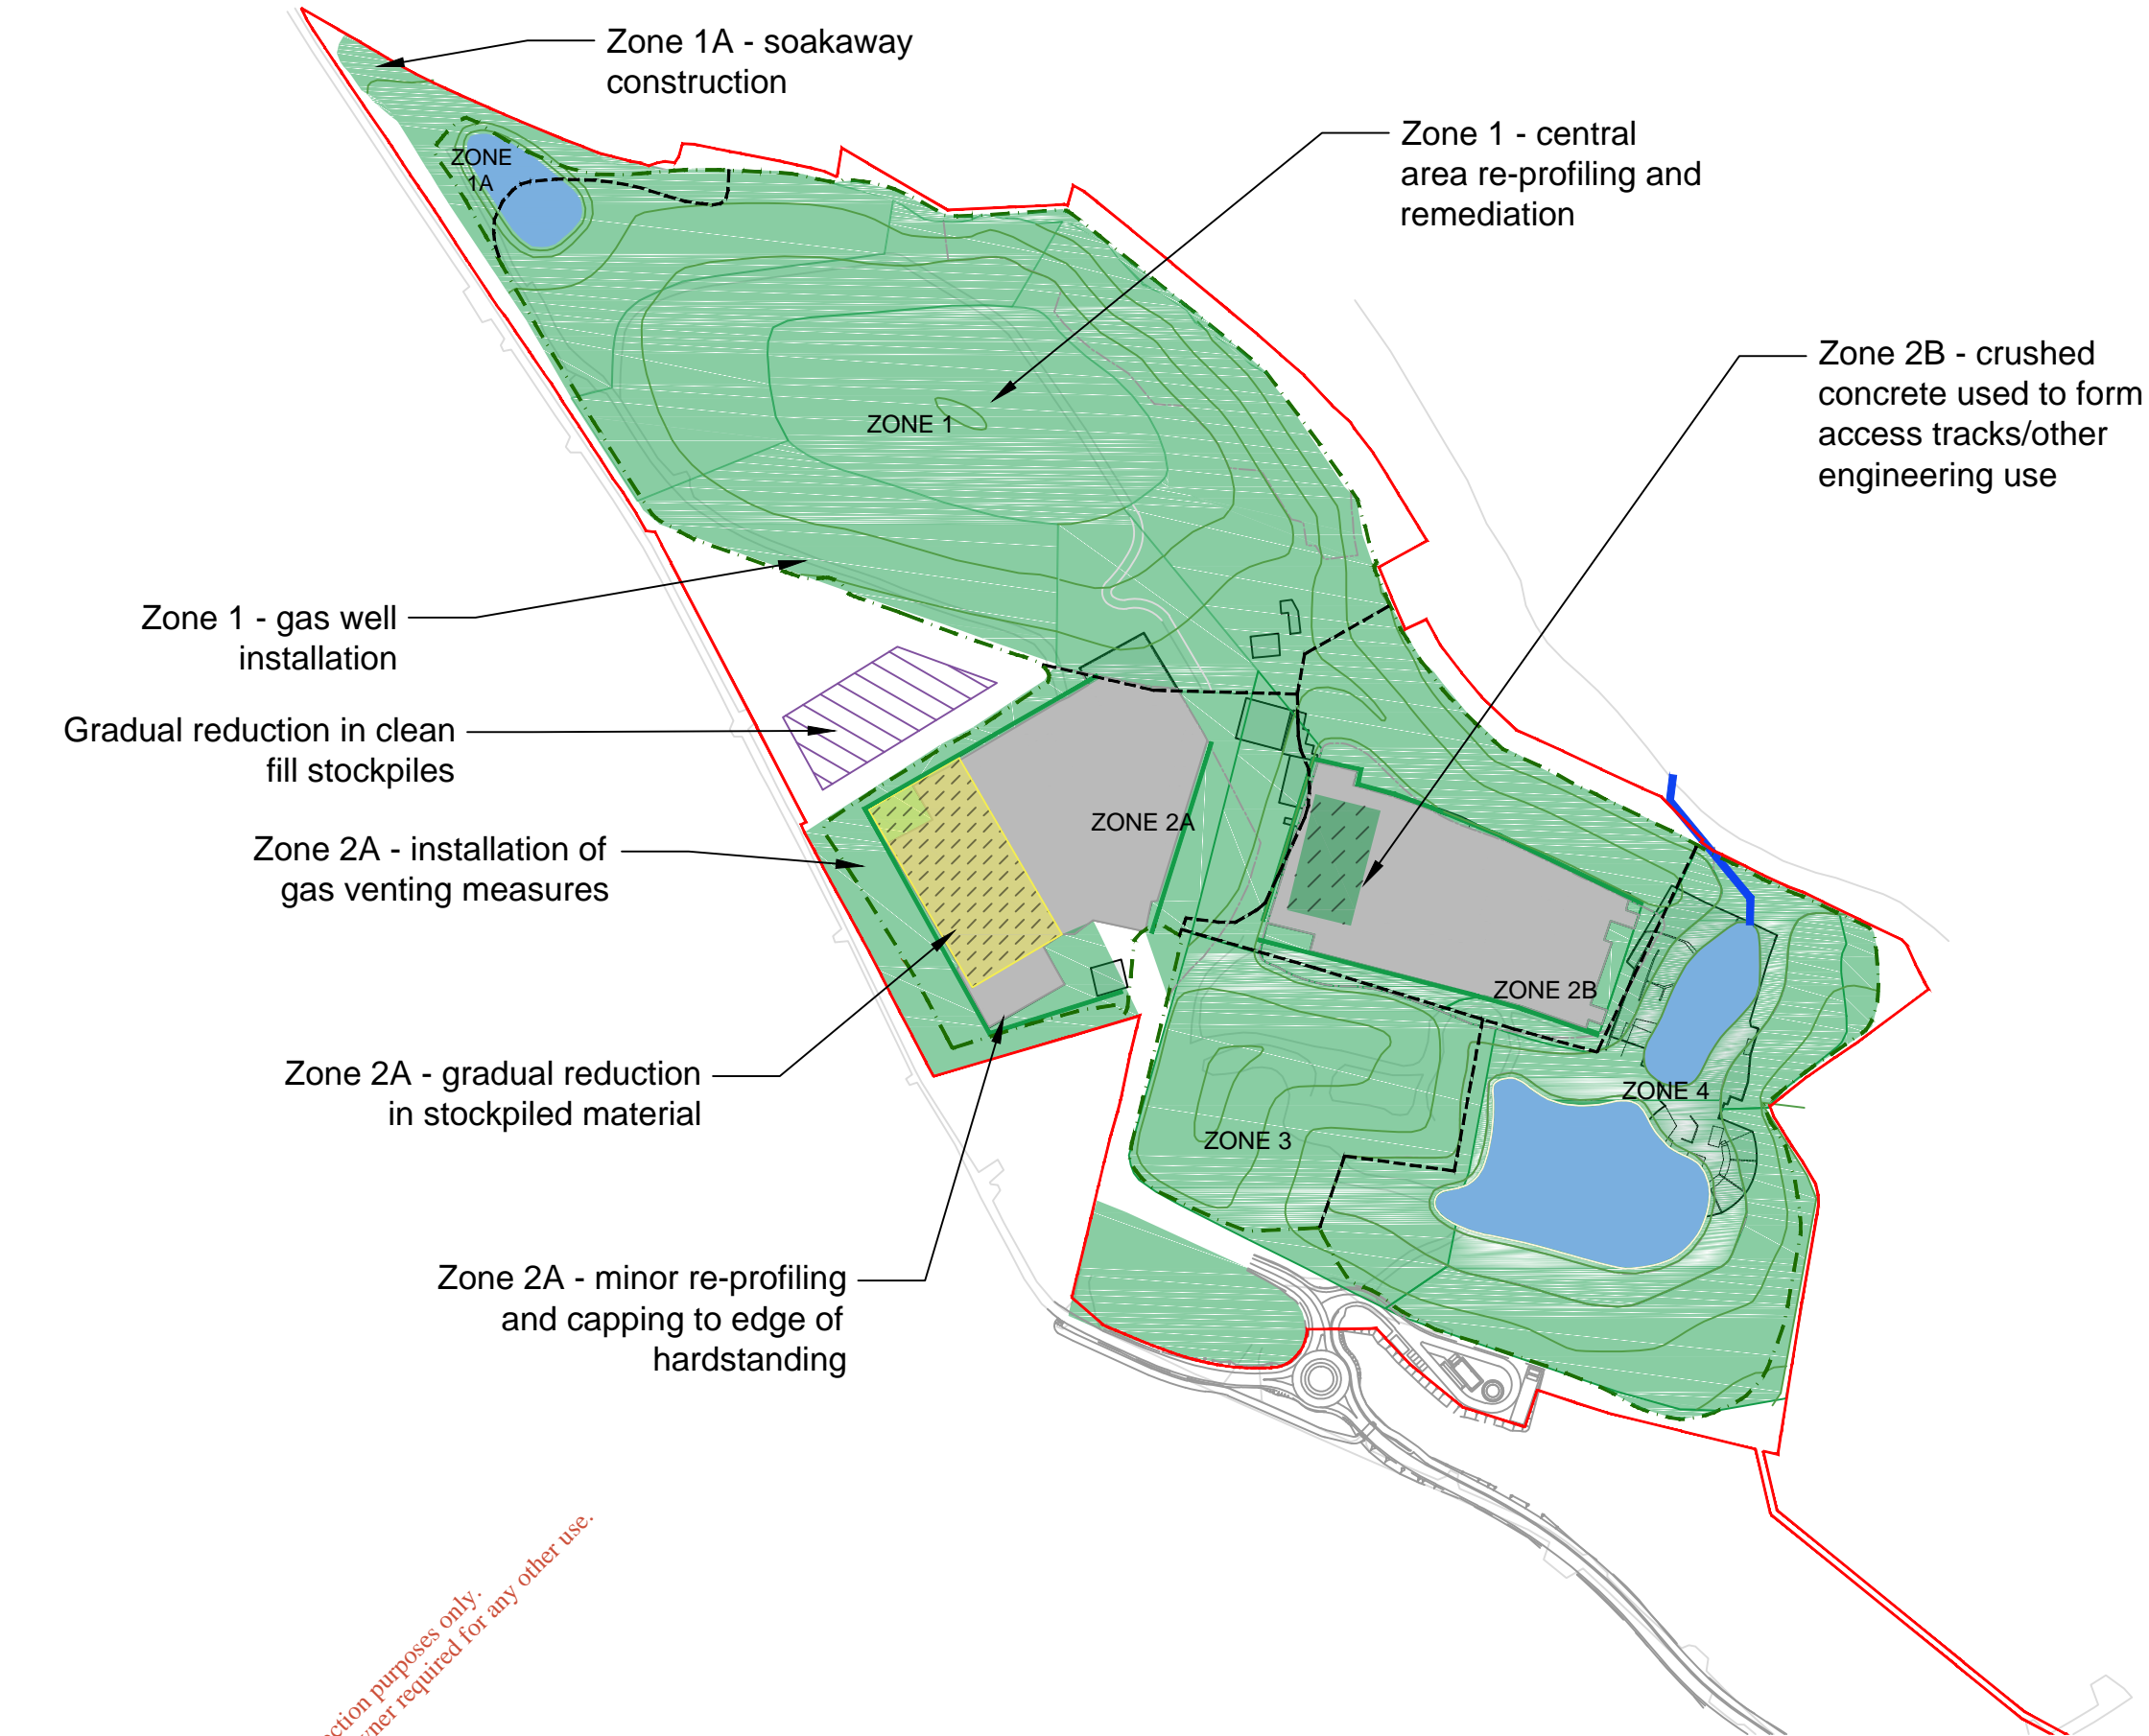 Zone 1A - soakaway
construction
Zone 1 - central
area re-profiling and
remediation
ZONE
1A
Zone 2B - crushed
concrete used to form
access tracks/other
engineering use
ZONE 1
Zone 1 - gas well
installation
Gradual reduction in clean
fill stockpiles
ZONE 2A
Zone 2A - installation of
gas venting measures
ZONE 2B
Zone 2A - gradual reduction
in stockpiled material
ZONE 4
ZONE 3
Zone 2A - minor re-profiling
and capping to edge of
hardstanding
purposes only.
required for any other use.